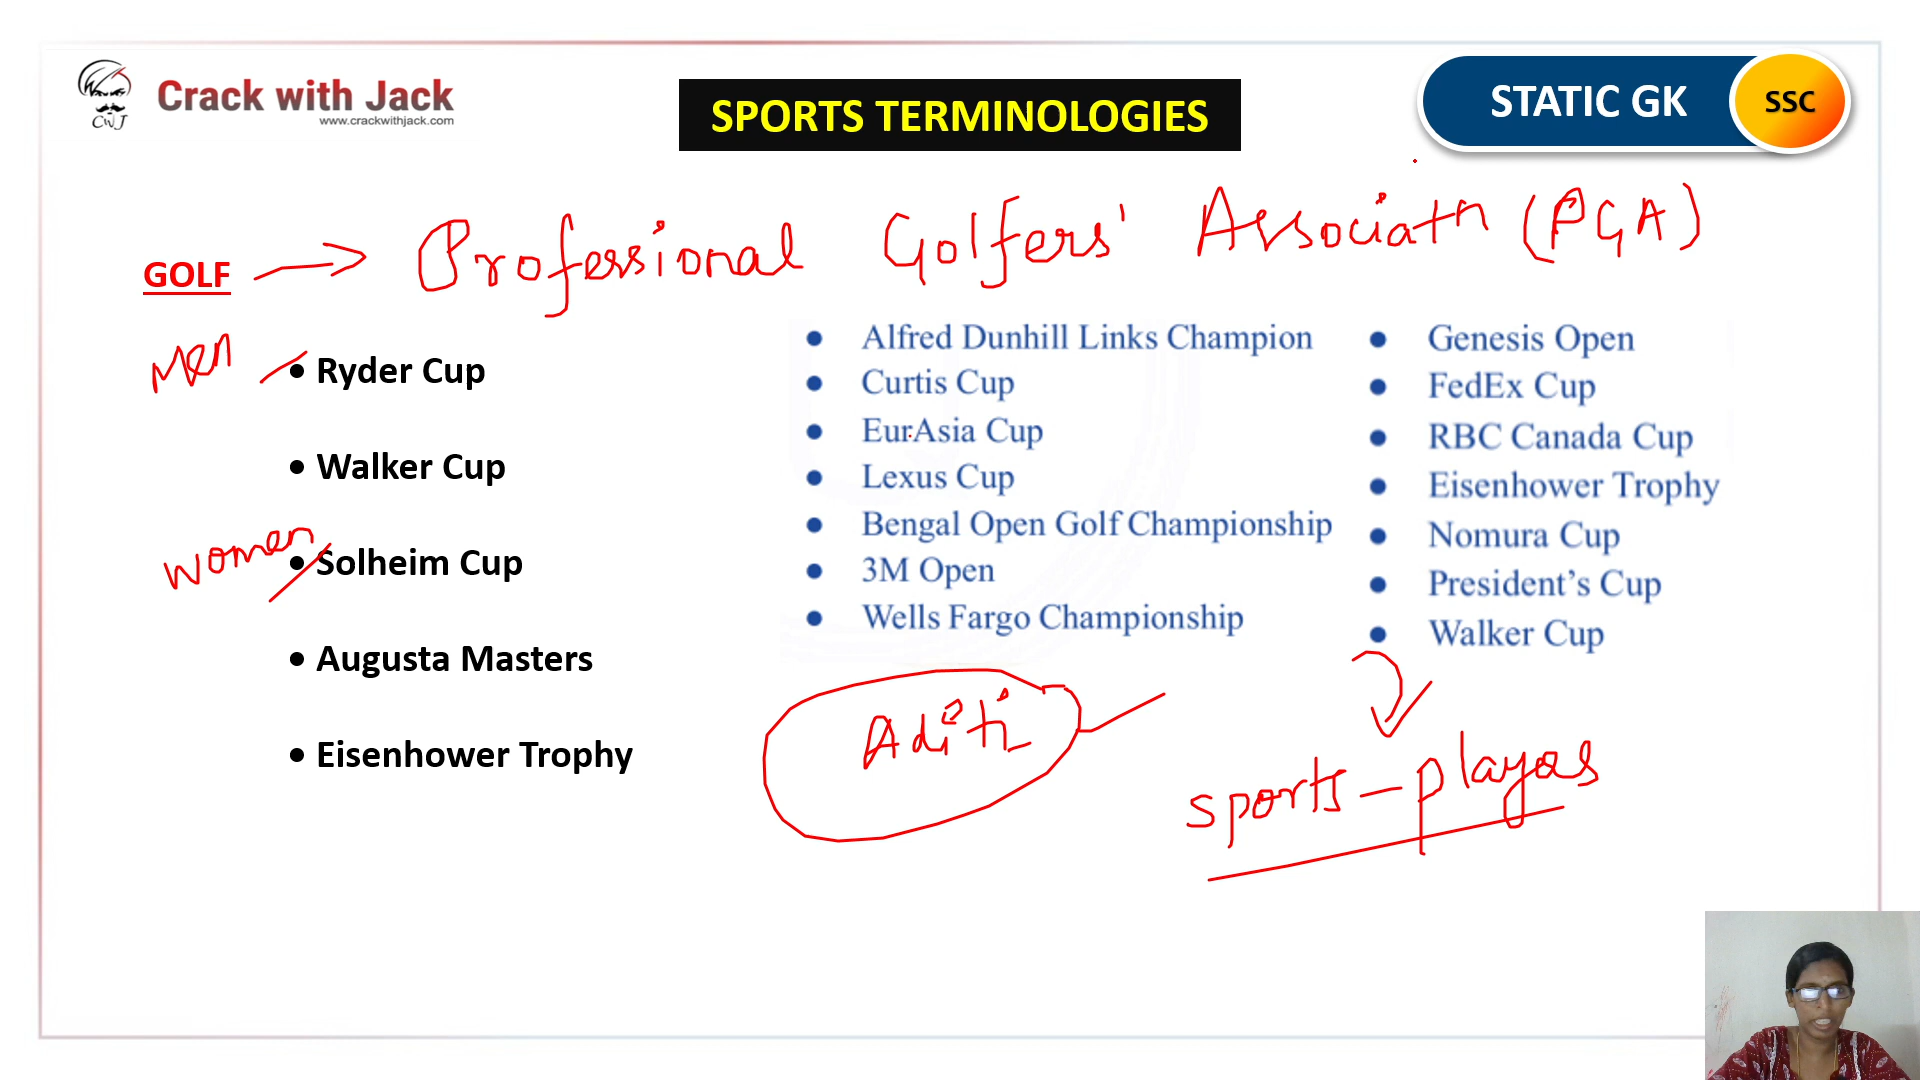 Crack with Jack
www.crackwithjack.com
CWJ
SPORTS TERMINOLOGIES
STATIC GK
SSC
GOLF
Professional Golfers' Associatn (PGA)
Men
• Ryder Cup
• Walker Cup
women
• Solheim Cup
• Augusta Masters
• Eisenhower Trophy
• Alfred Dunhill Links Champion
• Curtis Cup
• EurAsia Cup
• Lexus Cup
• Bengal Open Golf Championship
• 3M Open
• Wells Fargo Championship
• Genesis Open
• FedEx Cup
• RBC Canada Cup
• Eisenhower Trophy
• Nomura Cup
• President’s Cup
• Walker Cup
Aditi
sports - players